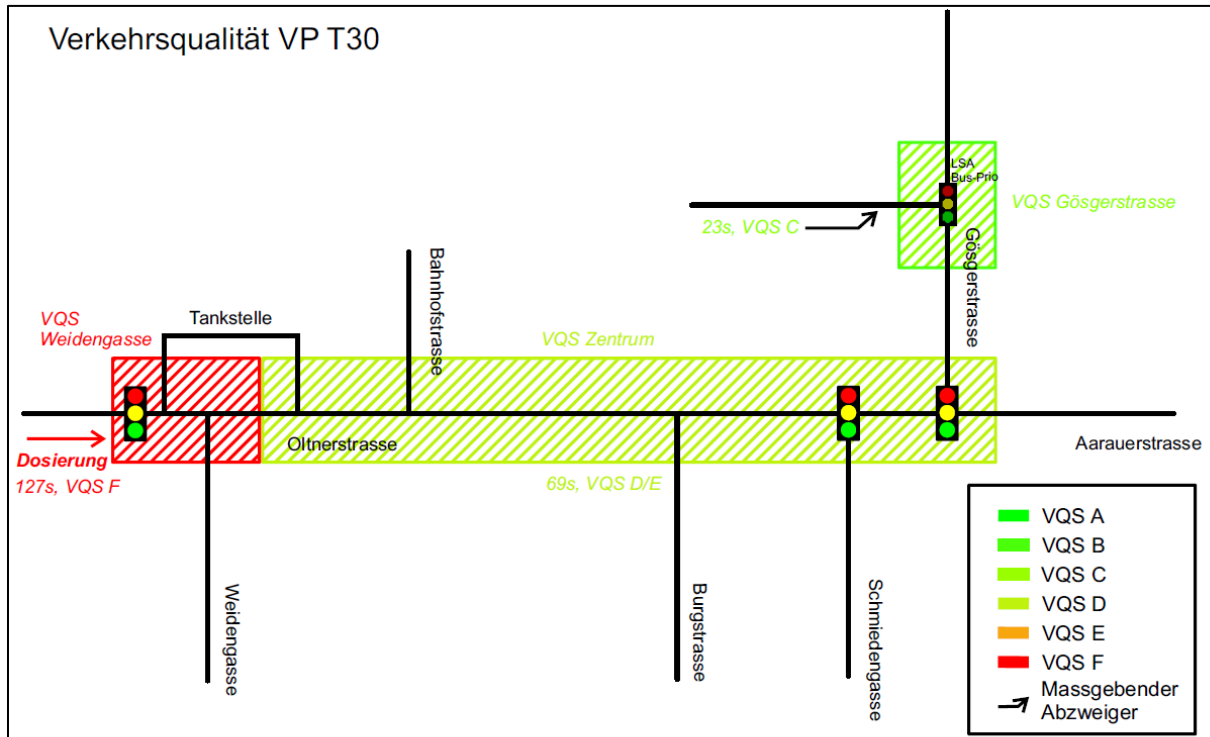 Verkehrsqualität VP T30
LSA
Bus-Prio
VQS Gösgerstrasse
23s, VQS C
Gösgerstrasse
Bahnhofstrasse
VQS
Weidengasse
Tankstelle
VQS Zentrum
Oltnerstrasse
Aarauerstrasse
Dosierung
127s, VQS F
69s, VQS D/E
Weidengasse
Burgstrasse
Schmiedengasse
VQS A
VQS B
VQS C
VQS D
VQS E
VQS F
Massgebender
Abzweiger